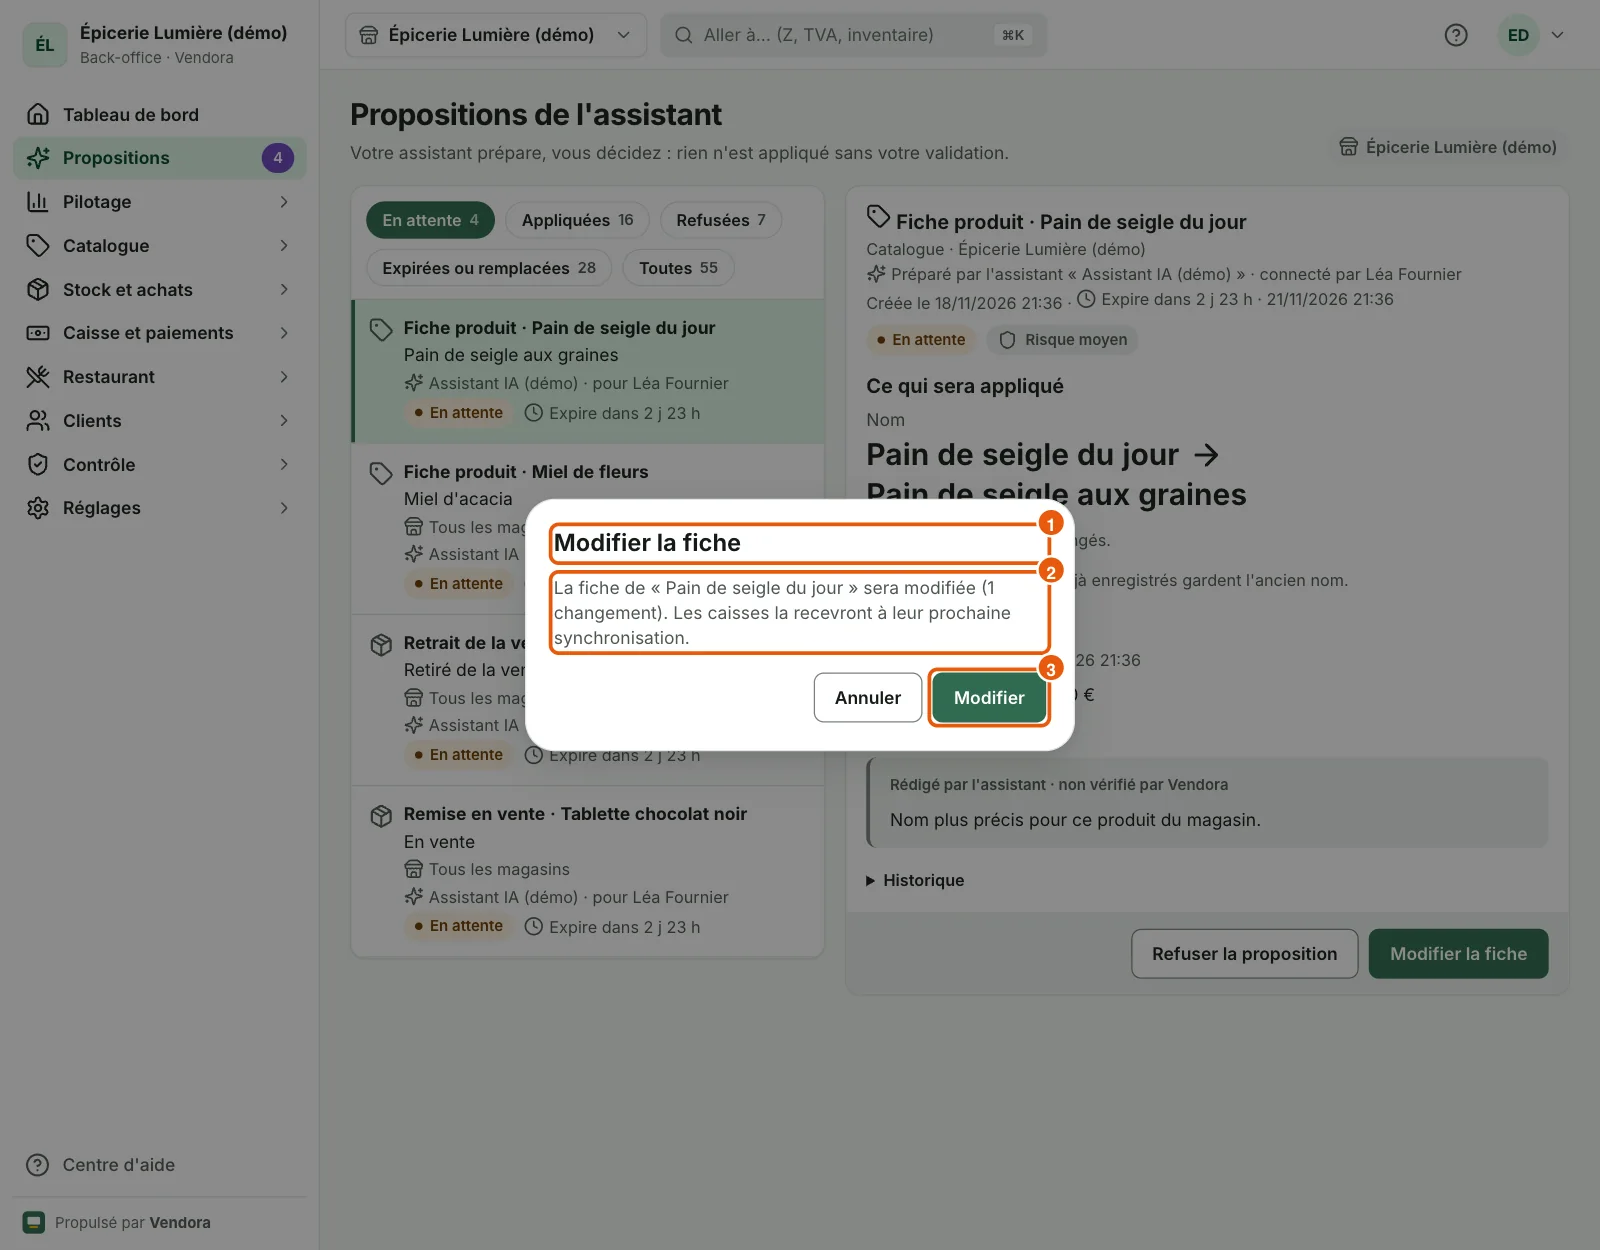 ÉL
Épicerie Lumière (démo)
Back-office · Vendora
Tableau de bord
Propositions 4
Pilotage
Catalogue
Stock et achats
Caisse et paiements
Restaurant
Clients
Contrôle
Réglages
Centre d'aide
Propulsé par Vendora
Épicerie Lumière (démo)
Aller à... (Z, TVA, inventaire) ⌘K
ED
Propositions de l'assistant
Votre assistant prépare, vous décidez : rien n'est appliqué sans votre validation.
Épicerie Lumière (démo)
En attente 4
Appliquées 16
Refusées 7
Expirées ou remplacées 28
Toutes 55
Fiche produit · Pain de seigle du jour
Pain de seigle aux graines
Assistant IA (démo) · pour Léa Fournier
En attente
Expire dans 2 j 23 h
Fiche produit · Miel de fleurs
Miel d'acacia
Tous les
Assistant IA
En attente
Retrait de la
Retiré de la
Tous les
Assistant IA
En attente
Expire dans 2 j 23 h
Remise en vente · Tablette chocolat noir
En vente
Tous les magasins
Assistant IA (démo) · pour Léa Fournier
En attente
Expire dans 2 j 23 h
Fiche produit · Pain de seigle du jour
Catalogue · Épicerie Lumière (démo)
Préparé par l'assistant « Assistant IA (démo) » · connecté par Léa Fournier
Créée le 18/11/2026 21:36 · Expire dans 2 j 23 h · 21/11/2026 21:36
En attente
Risque moyen
Ce qui sera appliqué
Nom
Pain de seigle du jour →
Pain de seigle aux graines
enregistrés gardent l'ancien nom.
21:36
€
Rédigé par l'assistant · non vérifié par Vendora
Nom plus précis pour ce produit du magasin.
Historique
Refuser la proposition
Modifier la fiche
1
Modifier la fiche
2
La fiche de « Pain de seigle du jour » sera modifiée (1
changement). Les caisses la recevront à leur prochaine
synchronisation.
3
Annuler
Modifier